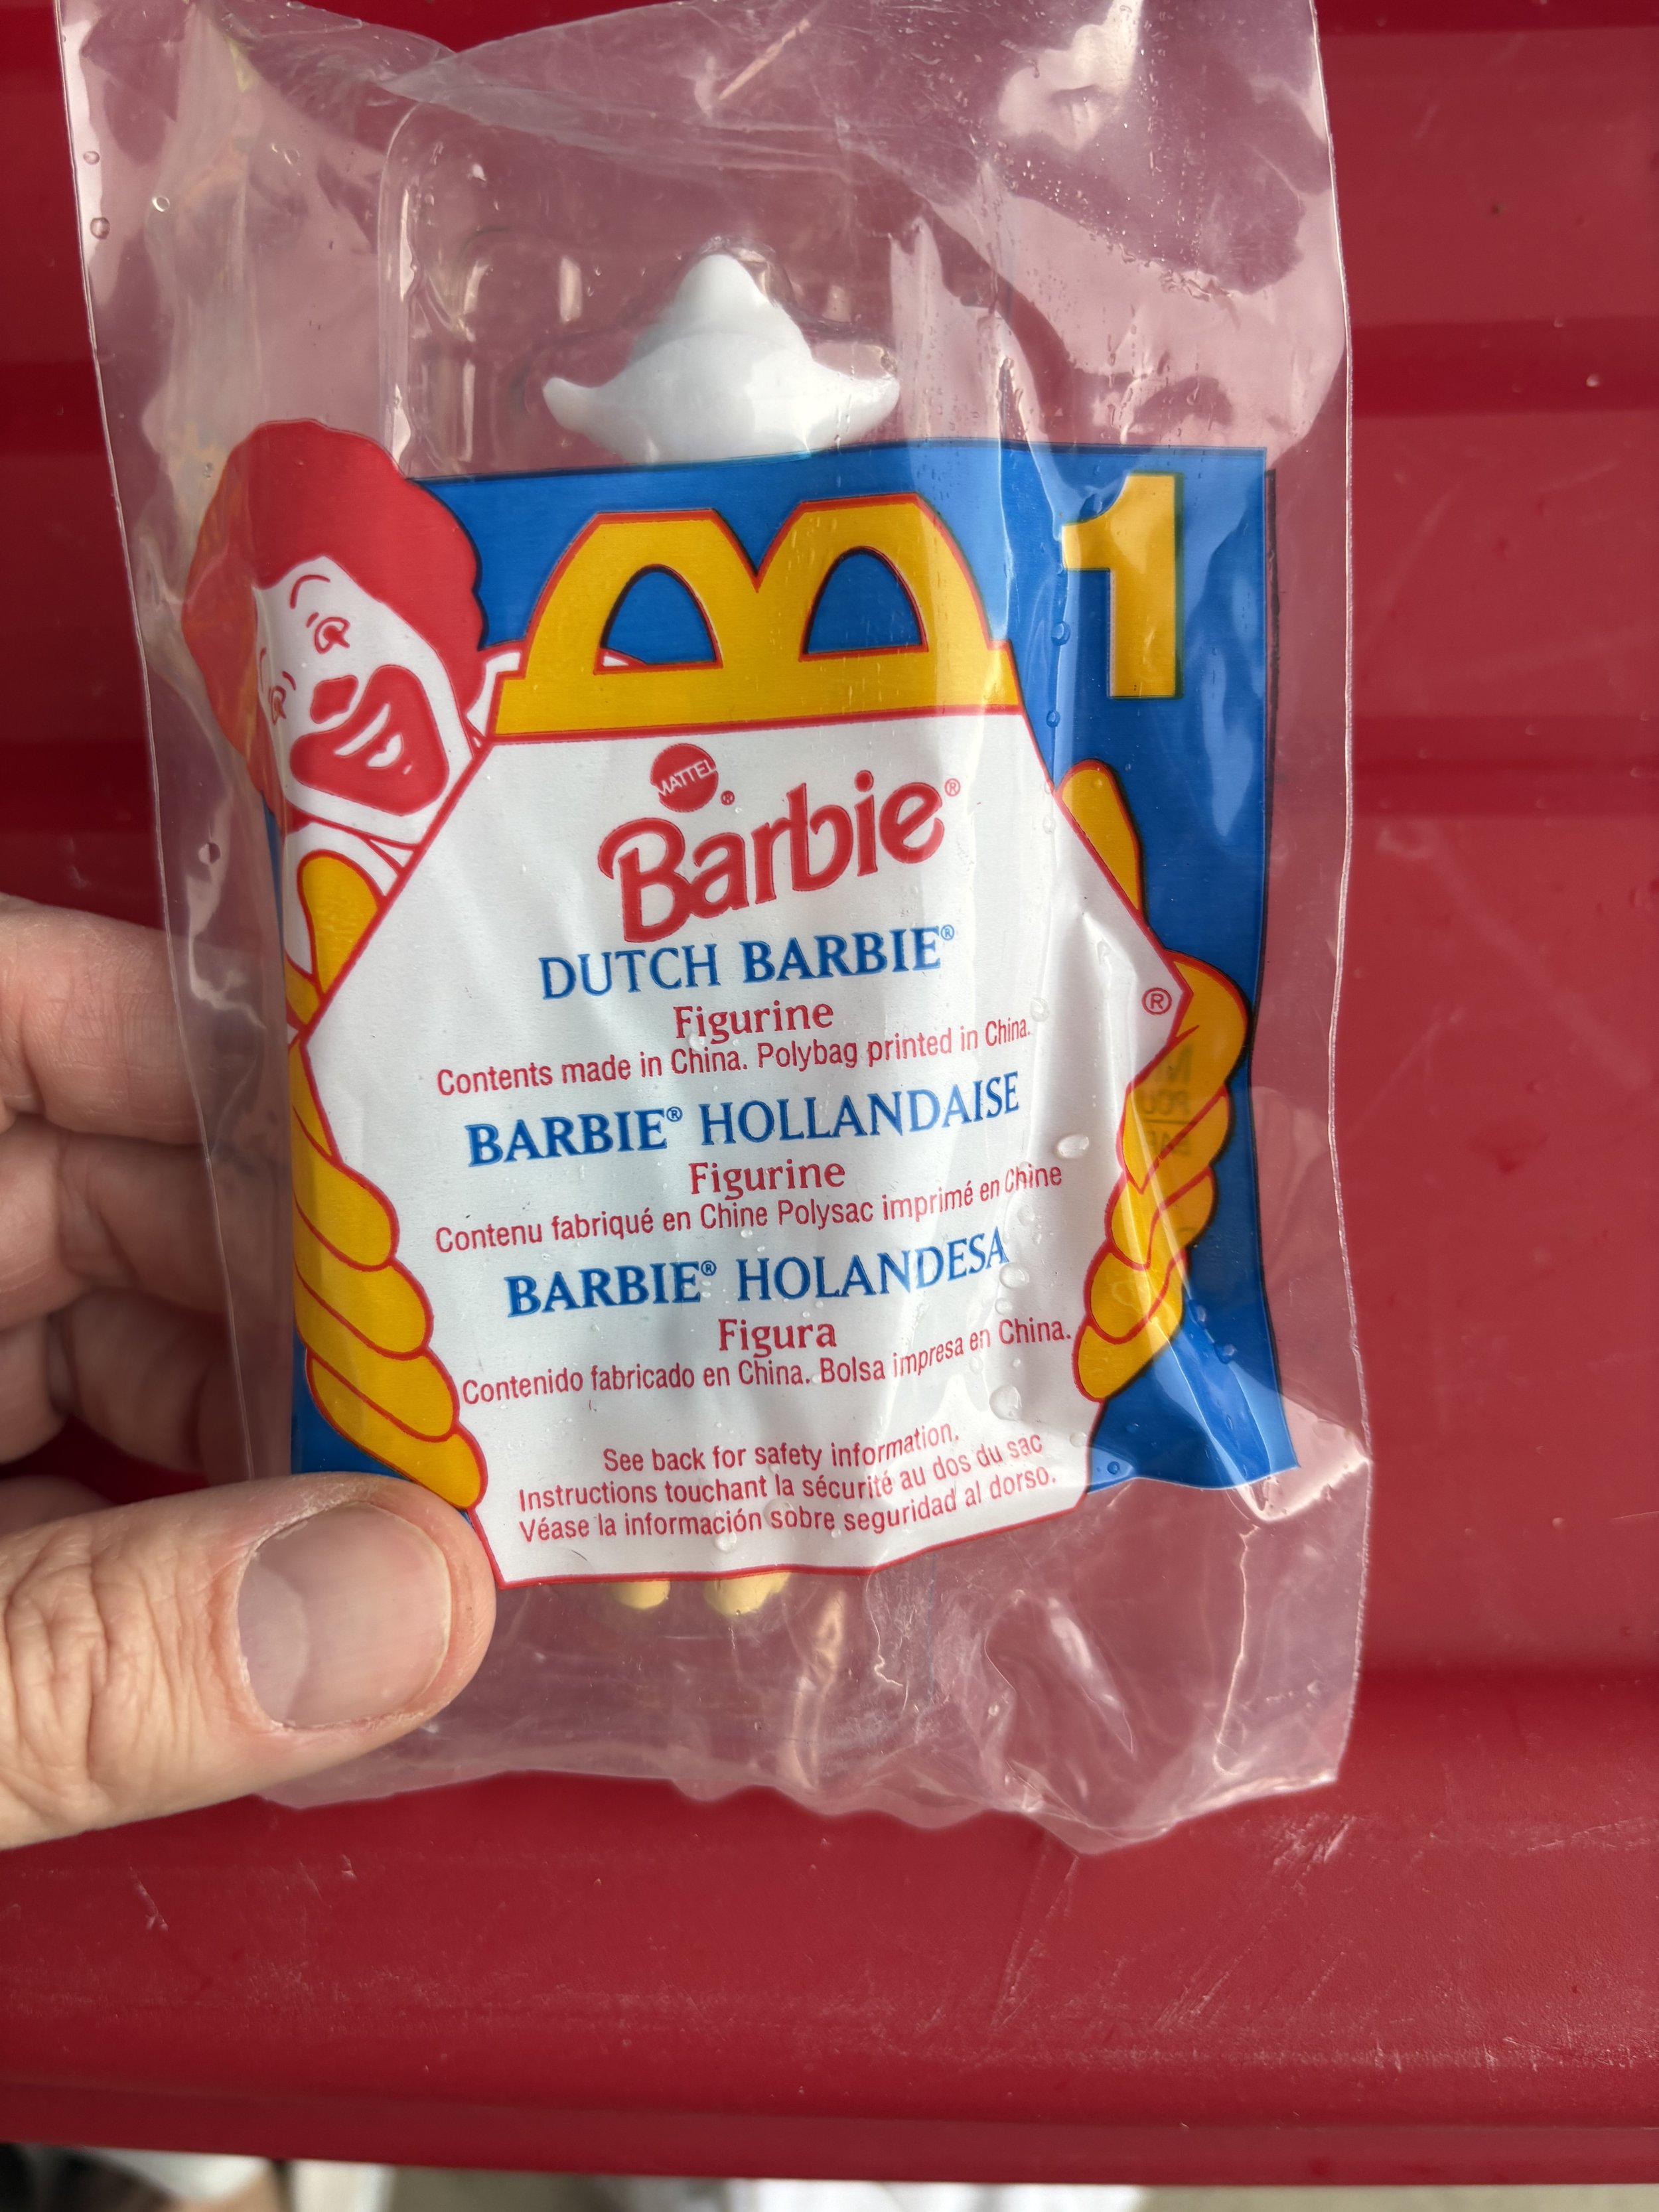 1
MATTEL®
Barbie®
DUTCH BARBIE®
Figurine
Contents made in China. Polybag printed in China.
®
BARBIE® HOLLANDAISE
Figurine
Contenu fabriqué en Chine Polysac imprimé en Chine
BARBIE® HOLANDESA
Figura
Contenido fabricado en China. Bolsa impresa en China.
See back for safety information.
Instructions touchant la sécurité au dos du sac
Véase la información sobre seguridad al dorso.